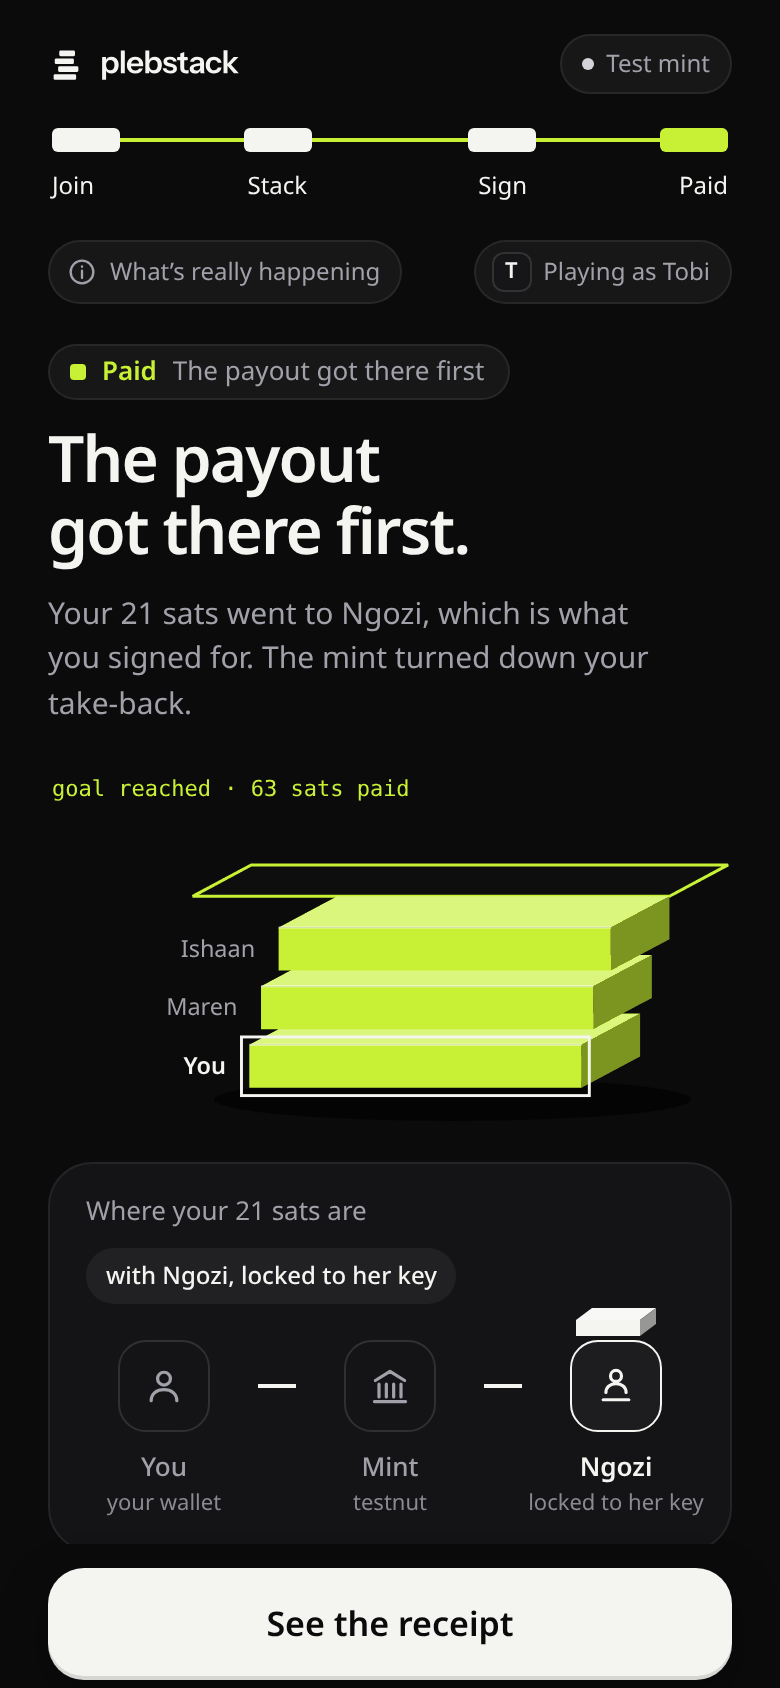 plebstack
Test mint
Join
Stack
Sign
Paid
What’s really happening
T
Playing as Tobi
Paid The payout got there first
The payout
got there first.
Your 21 sats went to Ngozi, which is what
you signed for. The mint turned down your
take-back.
goal reached · 63 sats paid
Ishaan
Maren
You
Where your 21 sats are
with Ngozi, locked to her key
You
your wallet
Mint
testnut
Ngozi
locked to her key
See the receipt